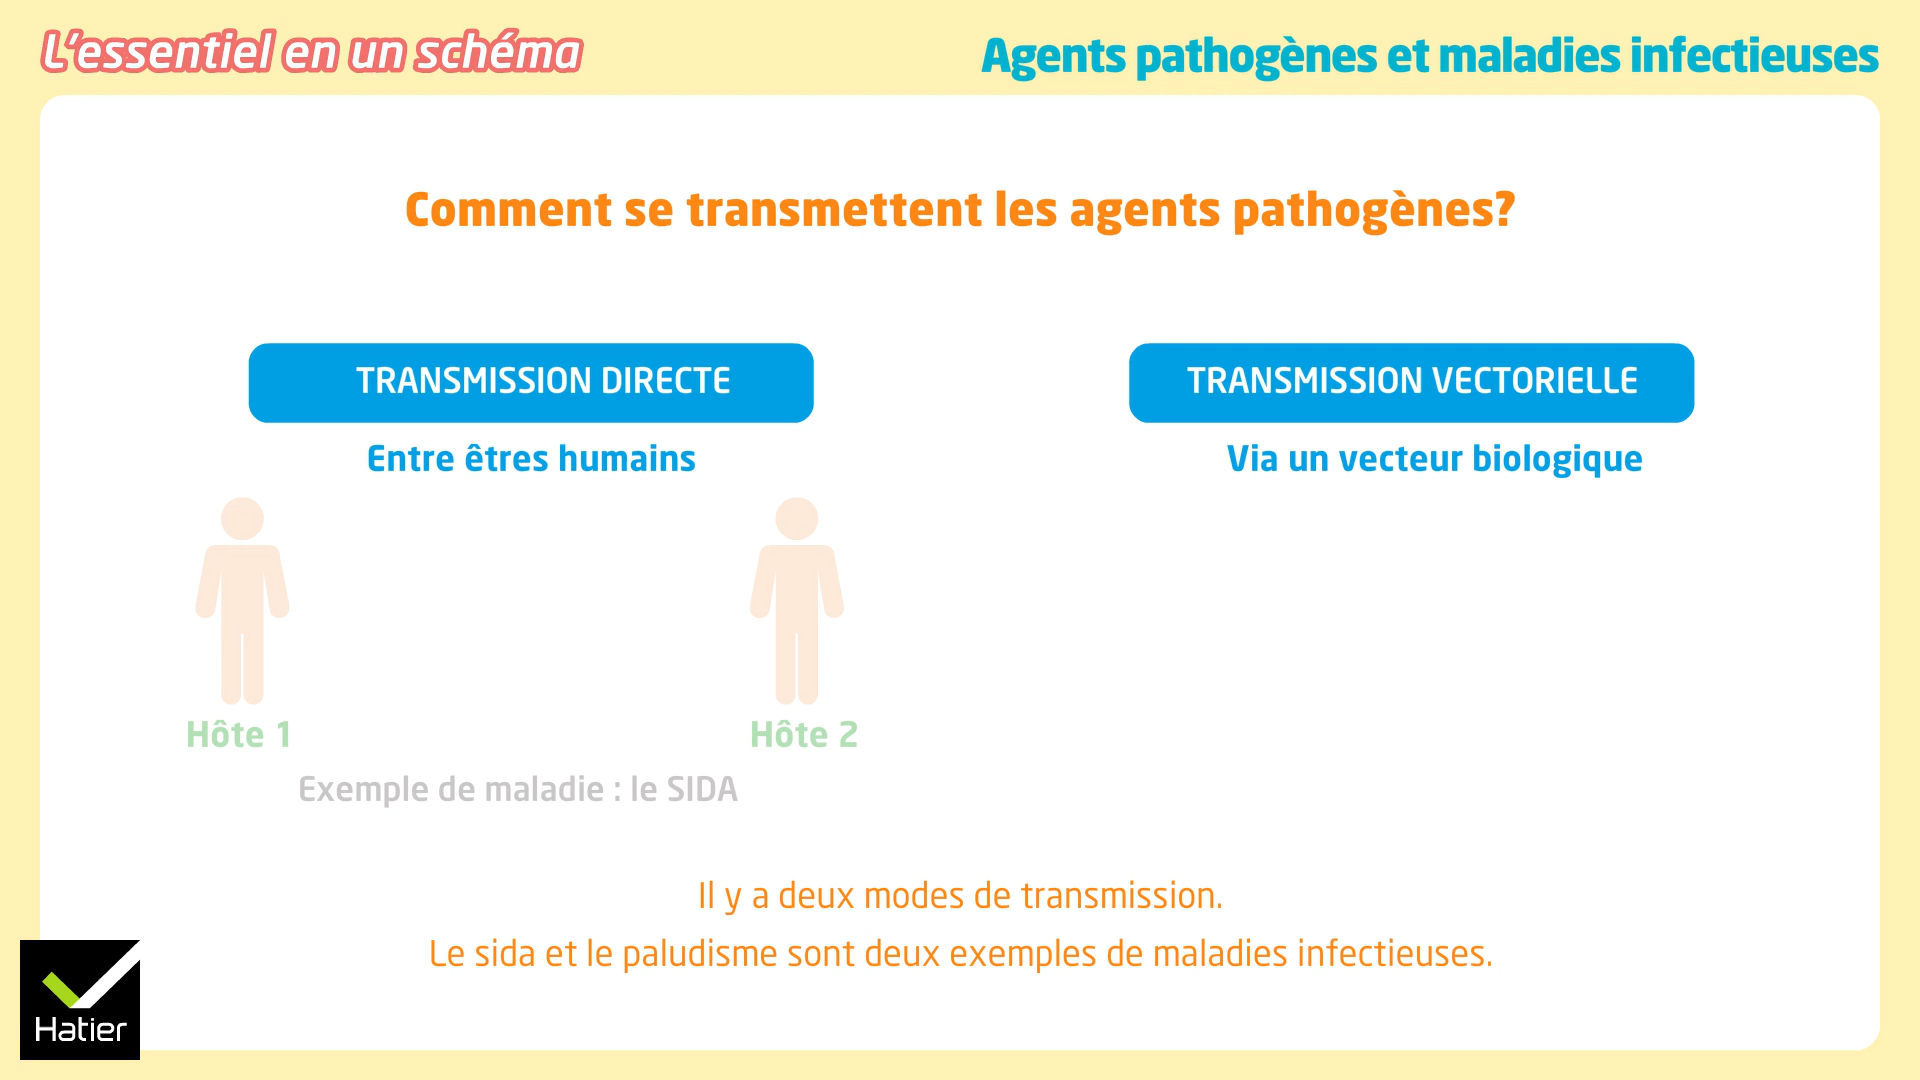 L'essentiel en un schéma
Agents pathogènes et maladies infectieuses
Comment se transmettent les agents pathogènes?
TRANSMISSION DIRECTE
TRANSMISSION VECTORIELLE
Entre êtres humains
Via un vecteur biologique
Hôte 1
Hôte 2
Exemple de maladie : le SIDA
Il y a deux modes de transmission.
Le sida et le paludisme sont deux exemples de maladies infectieuses.
Hatier